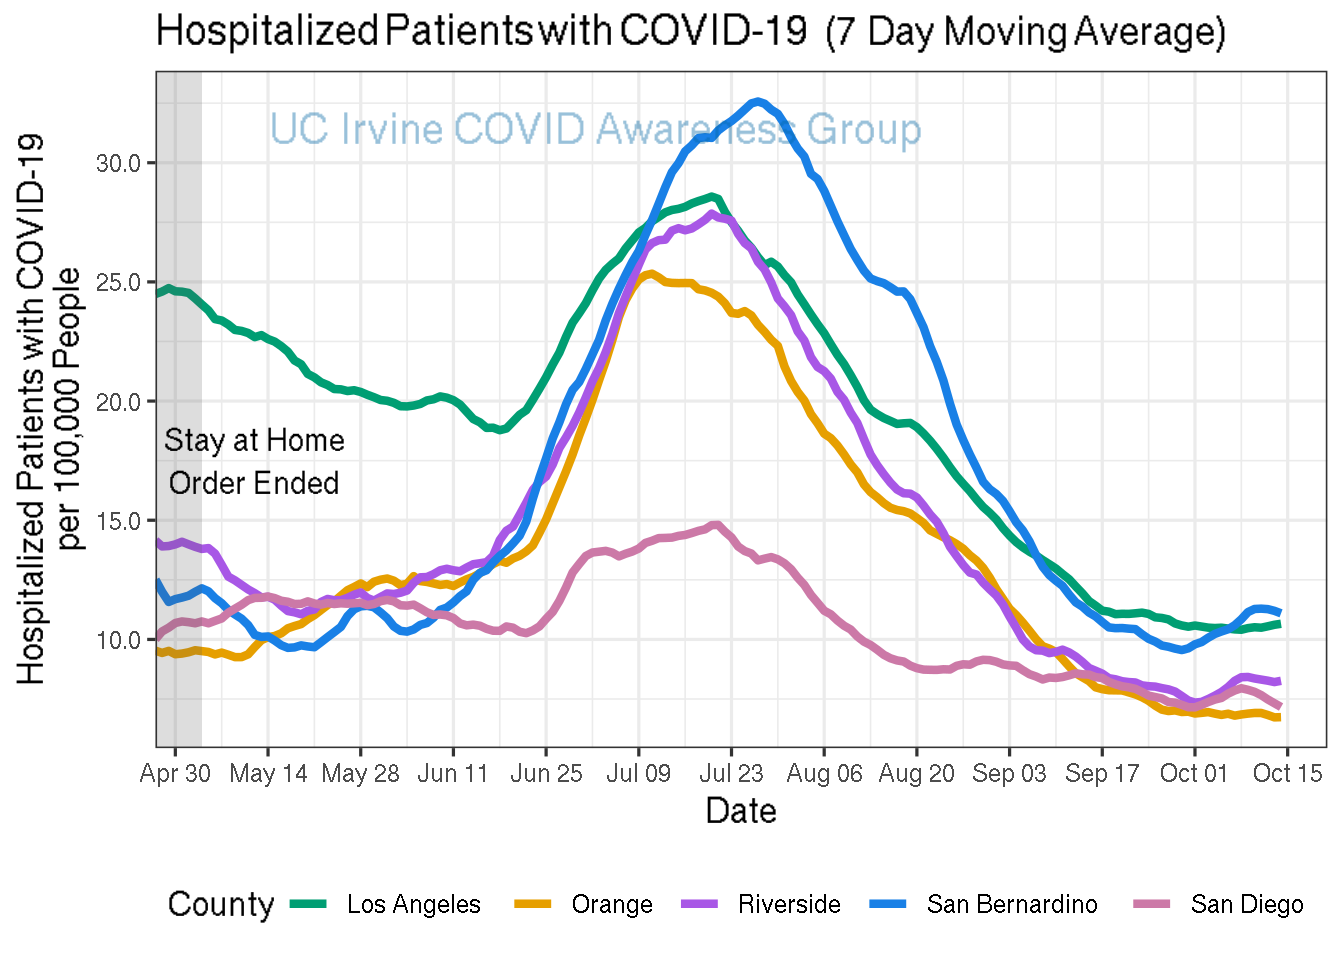 Hospitalized Patients with COVID-19 (7 Day Moving Average)
UC Irvine COVID Awareness Group
Hospitalized Patients with COVID-19
per 100,000 People
30.0
25.0
20.0
15.0
10.0
Stay at Home
Order Ended
Apr 30 May 14 May 28 Jun 11 Jun 25 Jul 09 Jul 23 Aug 06 Aug 20 Sep 03 Sep 17 Oct 01 Oct 15
Date
County Los Angeles Orange Riverside San Bernardino San Diego